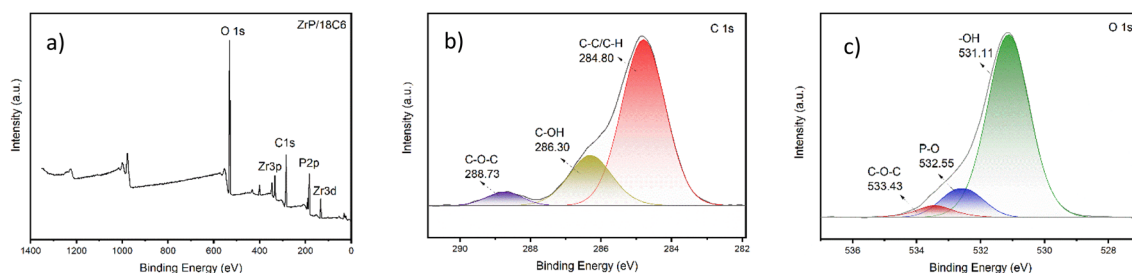 a)
ZrP/18C6
O 1s
C1s
P2p
Zr3p
Zr3d
Intensity (a.u.)
1400 1200 1000 800 600 400 200 0
Binding Energy (eV)
b)
C 1s
C-C/C-H
284.80
C-OH
286.30
C-O-C
288.73
Intensity (a.u.)
290 288 286 284 282
Binding Energy (eV)
c)
O 1s
-OH
531.11
P-O
532.55
C-O-C
533.43
Intensity (a.u.)
536 534 532 530 528
Binding Energy (eV)